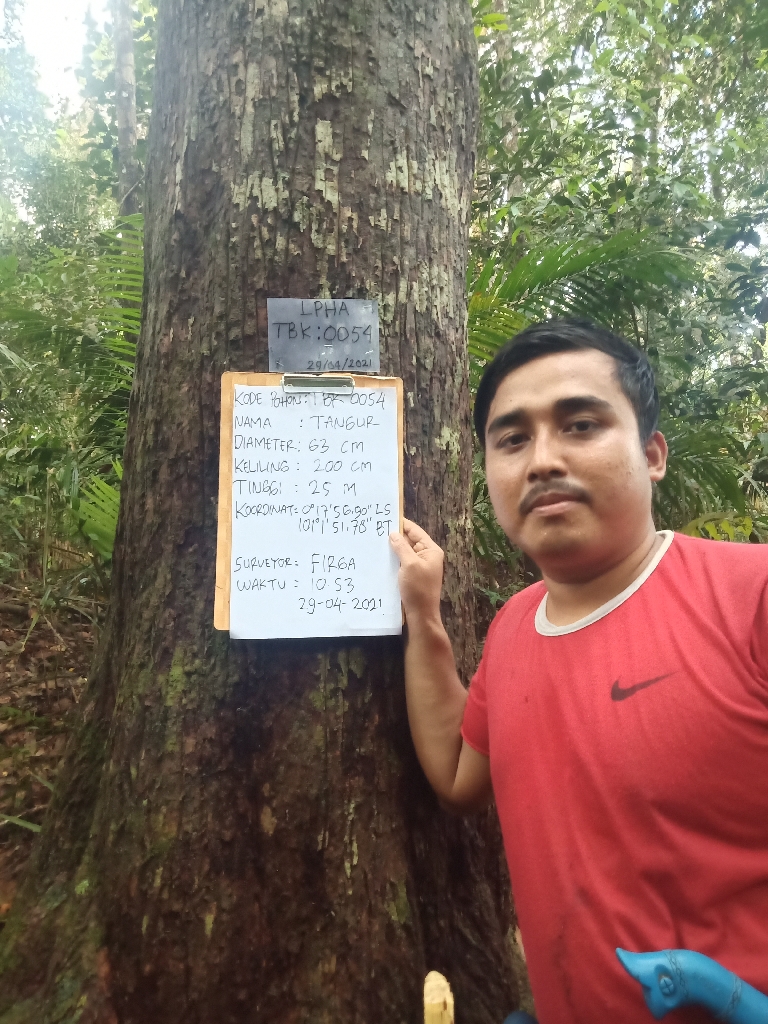 LPHA
TBK:0054
29/04/2021
KODE POHON: TBK 0054
NAMA : TANGUR
DIAMETER: 63 CM
KELILING : 200 CM
TINGGI : 25 M
KOORDINAT: 0°17'56.90" LS
101°1'51.78" BT
SURVEYOR: FIRGA
WAKTU : 10.53
29-04-2021